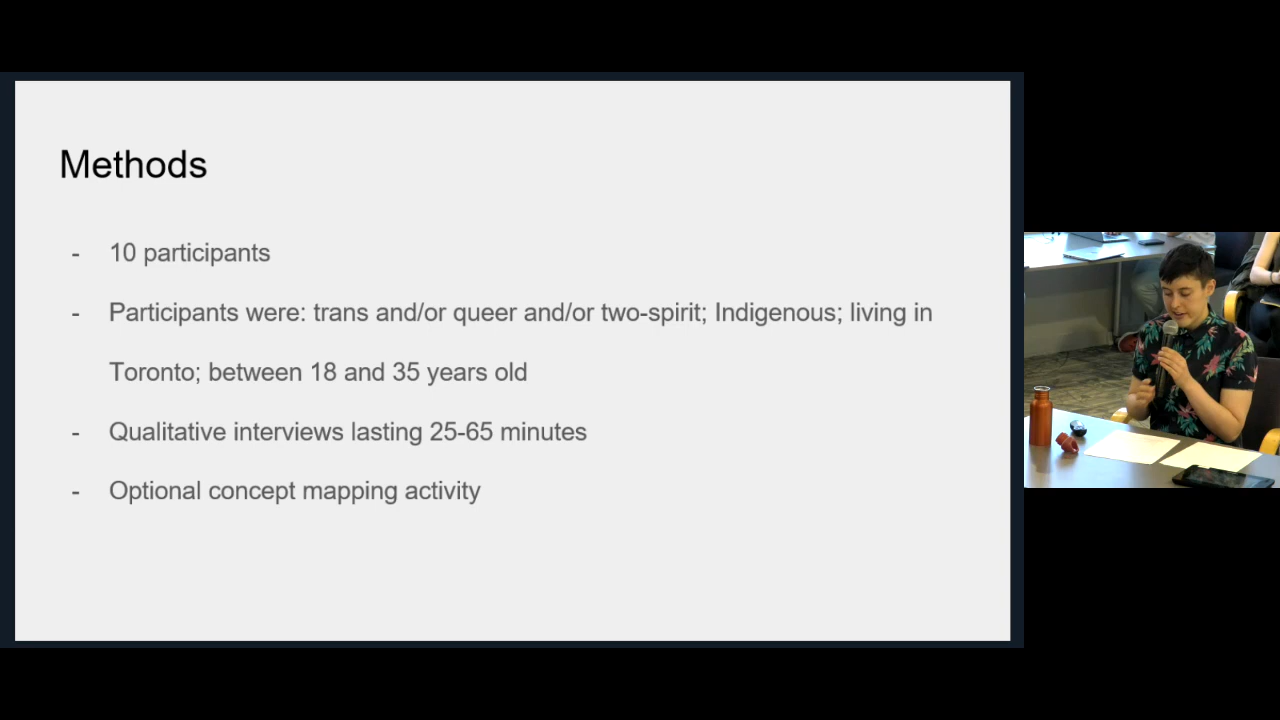 Methods
- 10 participants
- Participants were: trans and/or queer and/or two-spirit; Indigenous; living in
Toronto; between 18 and 35 years old
- Qualitative interviews lasting 25-65 minutes
- Optional concept mapping activity